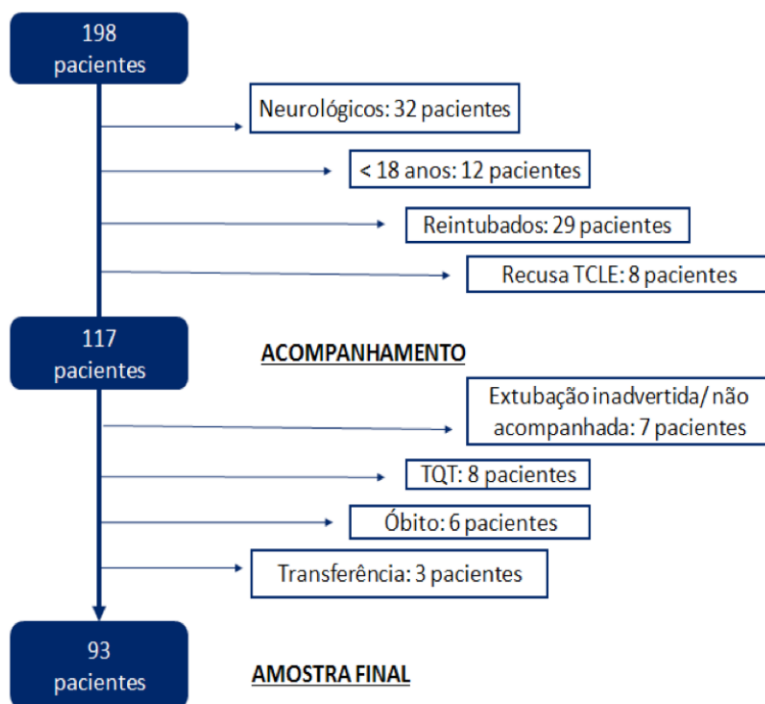 198
pacientes
Neurológicos: 32 pacientes
< 18 anos: 12 pacientes
Reintubados: 29 pacientes
Recusa TCLE: 8 pacientes
117
pacientes
ACOMPANHAMENTO
Extubação inadvertida/ não
acompanhada: 7 pacientes
TQT: 8 pacientes
Óbito: 6 pacientes
Transferência: 3 pacientes
93
pacientes
AMOSTRA FINAL